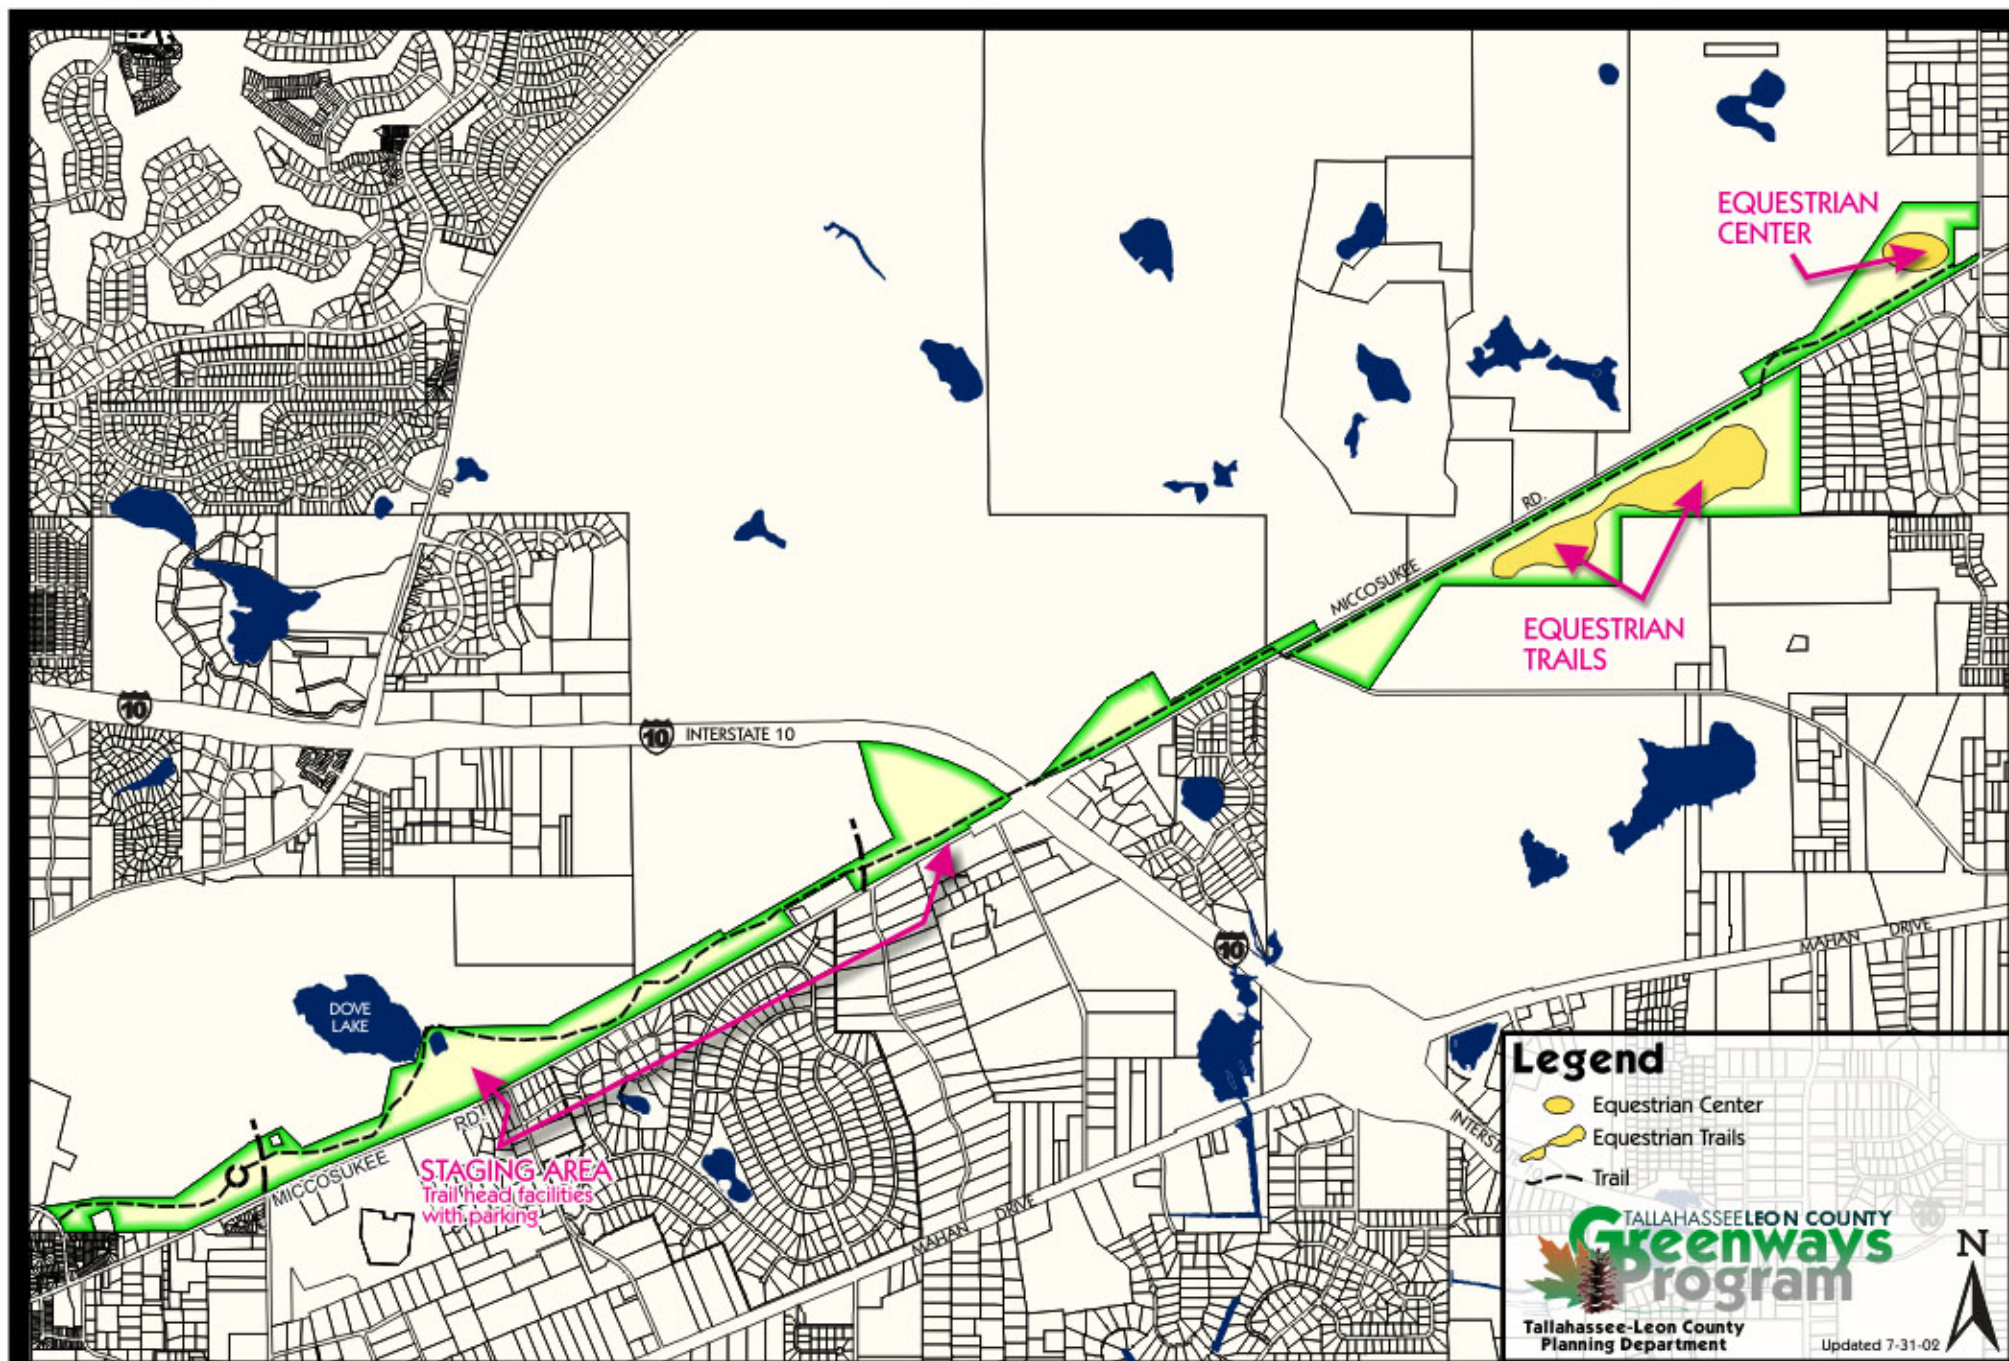 EQUESTRIAN
CENTER
RD
RD.
MICCOSUKEE
EQUESTRIAN
TRAILS
10
10
INTERSTATE 10
10
MAHAN DRIVE
DOVE
LAKE
RD.
MICCOSUKEE
STAGING AREA
Trail head facilities
with parking
MAHAN DRIVE
Legend
Equestrian Center
Equestrian Trails
Trail
TALLAHASSEELEON COUNTY
Greenways
Program
Tallahassee-Leon County
Planning Department
N
Updated 7-31-02